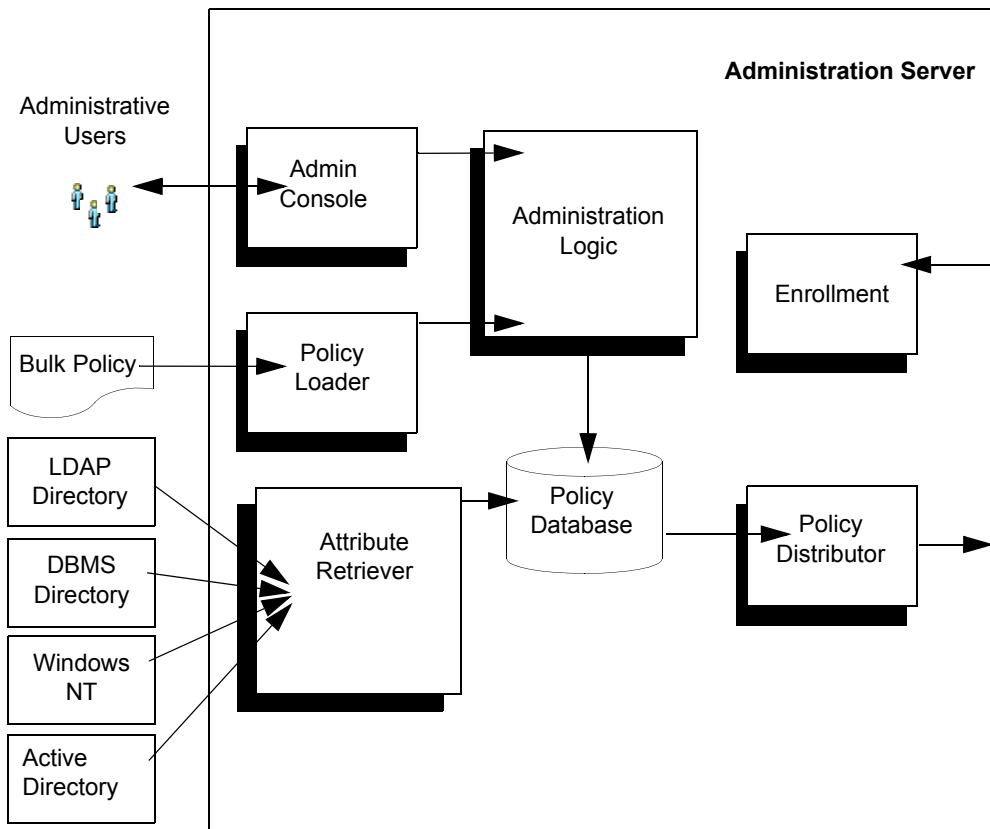 Administration Server
Administrative
Users
Admin
Console
Administration
Logic
Enrollment
Bulk Policy
Policy
Loader
LDAP
Directory
DBMS
Directory
Windows
NT
Active
Directory
Attribute
Retriever
Policy
Database
Policy
Distributor